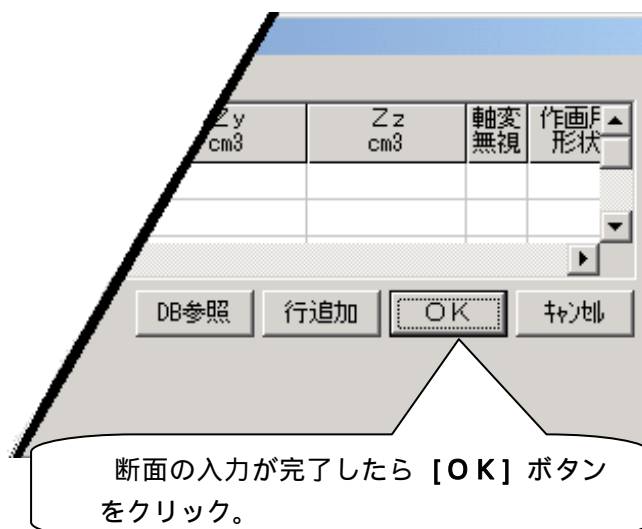 Zy Zz 軸変 作画用
cm3 cm3 無視 形状
DB参照 行追加 OK ｷｬﾝｾﾙ
断面の入力が完了したら [OK] ボタン
をクリック。